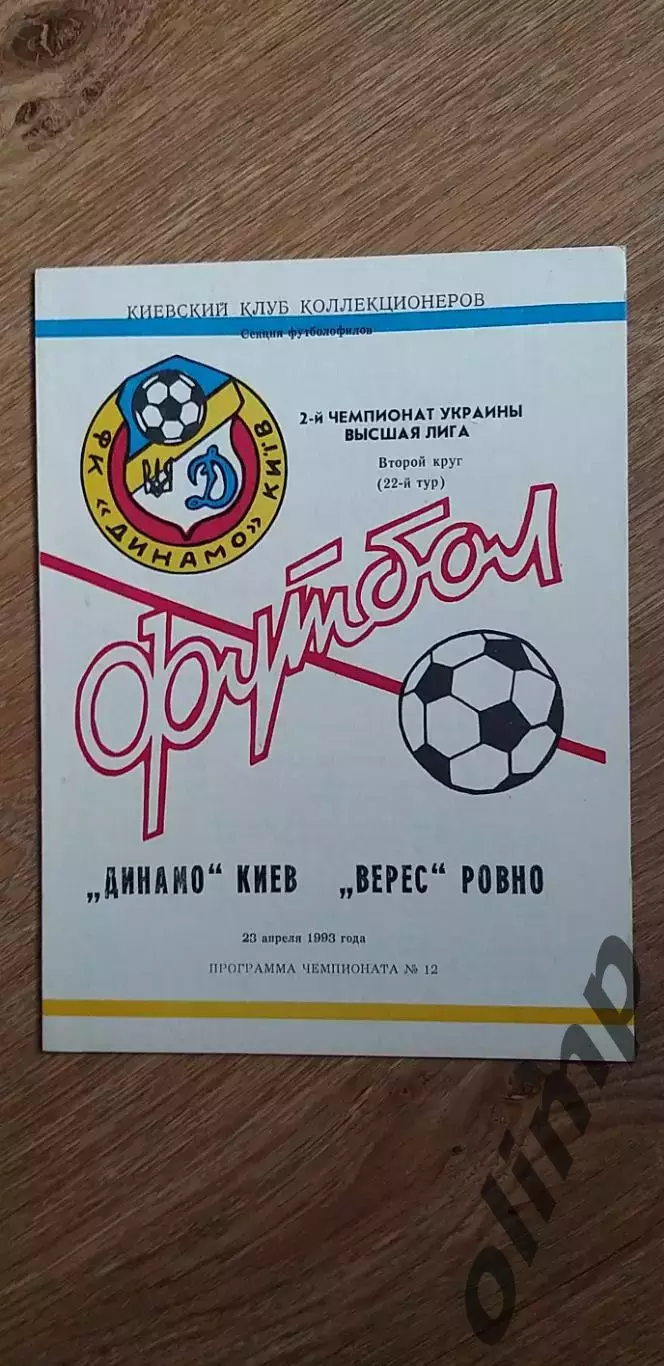 КИЕВСКИЙ КЛУБ КОЛЛЕКЦИОНЕРОВ
Секция футболофилов
ФК «ДИНАМО» КИЇВ
Д
2-й ЧЕМПИОНАТ УКРАИНЫ
ВЫСШАЯ ЛИГА
Второй круг
(22-й тур)
футбол
„ДИНАМО“ КИЕВ „ВЕРЕС“ РОВНО
23 апреля 1993 года
ПРОГРАММА ЧЕМПИОНАТА № 12
olimp